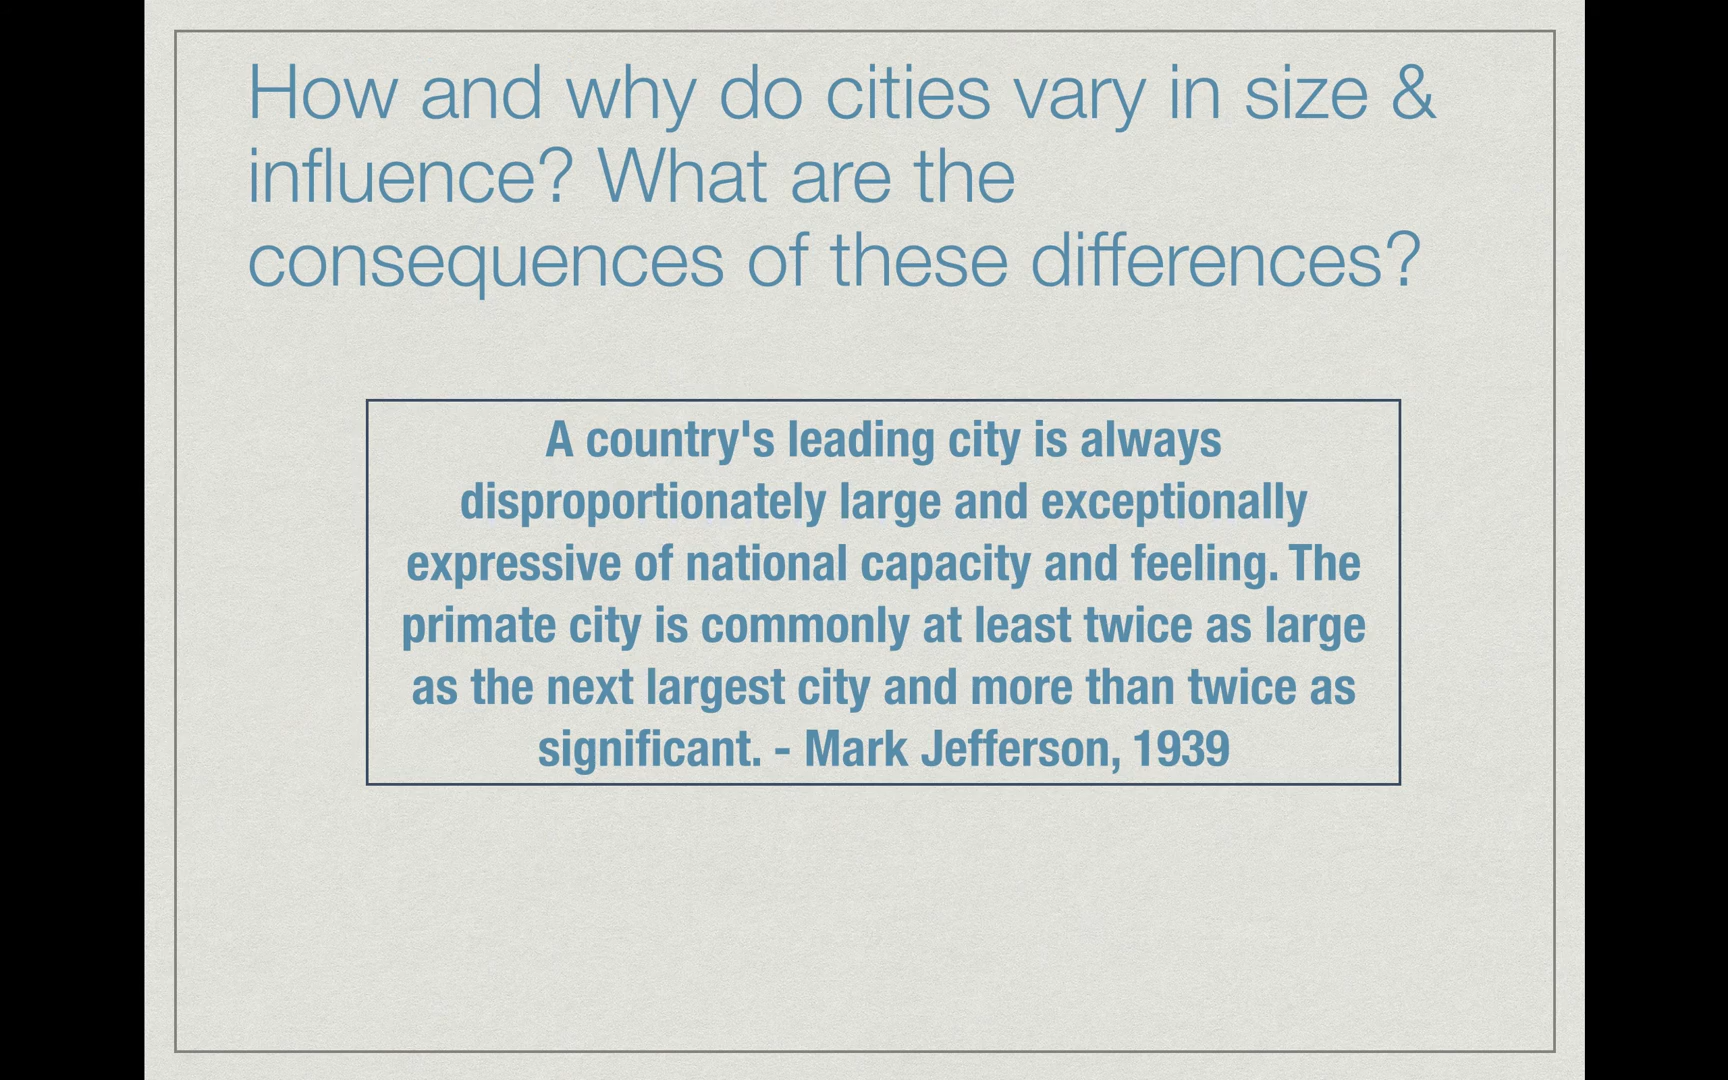 How and why do cities vary in size &
influence? What are the
consequences of these differences?
A country's leading city is always
disproportionately large and exceptionally
expressive of national capacity and feeling. The
primate city is commonly at least twice as large
as the next largest city and more than twice as
significant. - Mark Jefferson, 1939